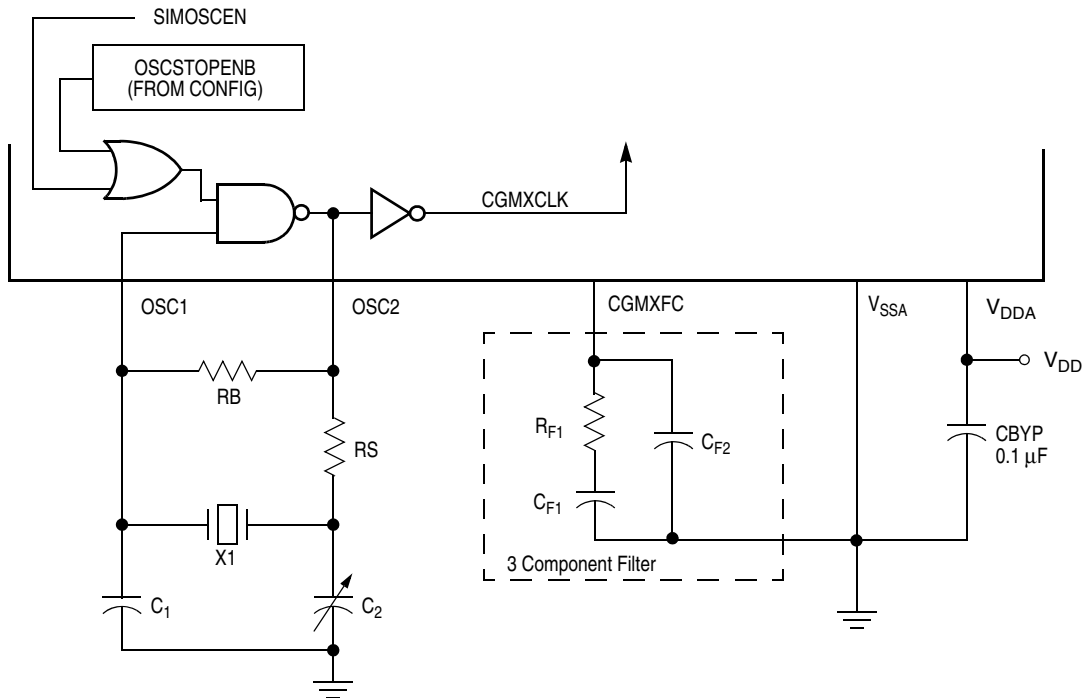 SIMOSCEN
OSCSTOPENB
(FROM CONFIG)
CGMXCLK
OSC1
OSC2
CGMXFC
VSSA
VDDA
VDD
RB
RS
RF1
CF2
CBYP
0.1 µF
CF1
X1
3 Component Filter
C1
C2